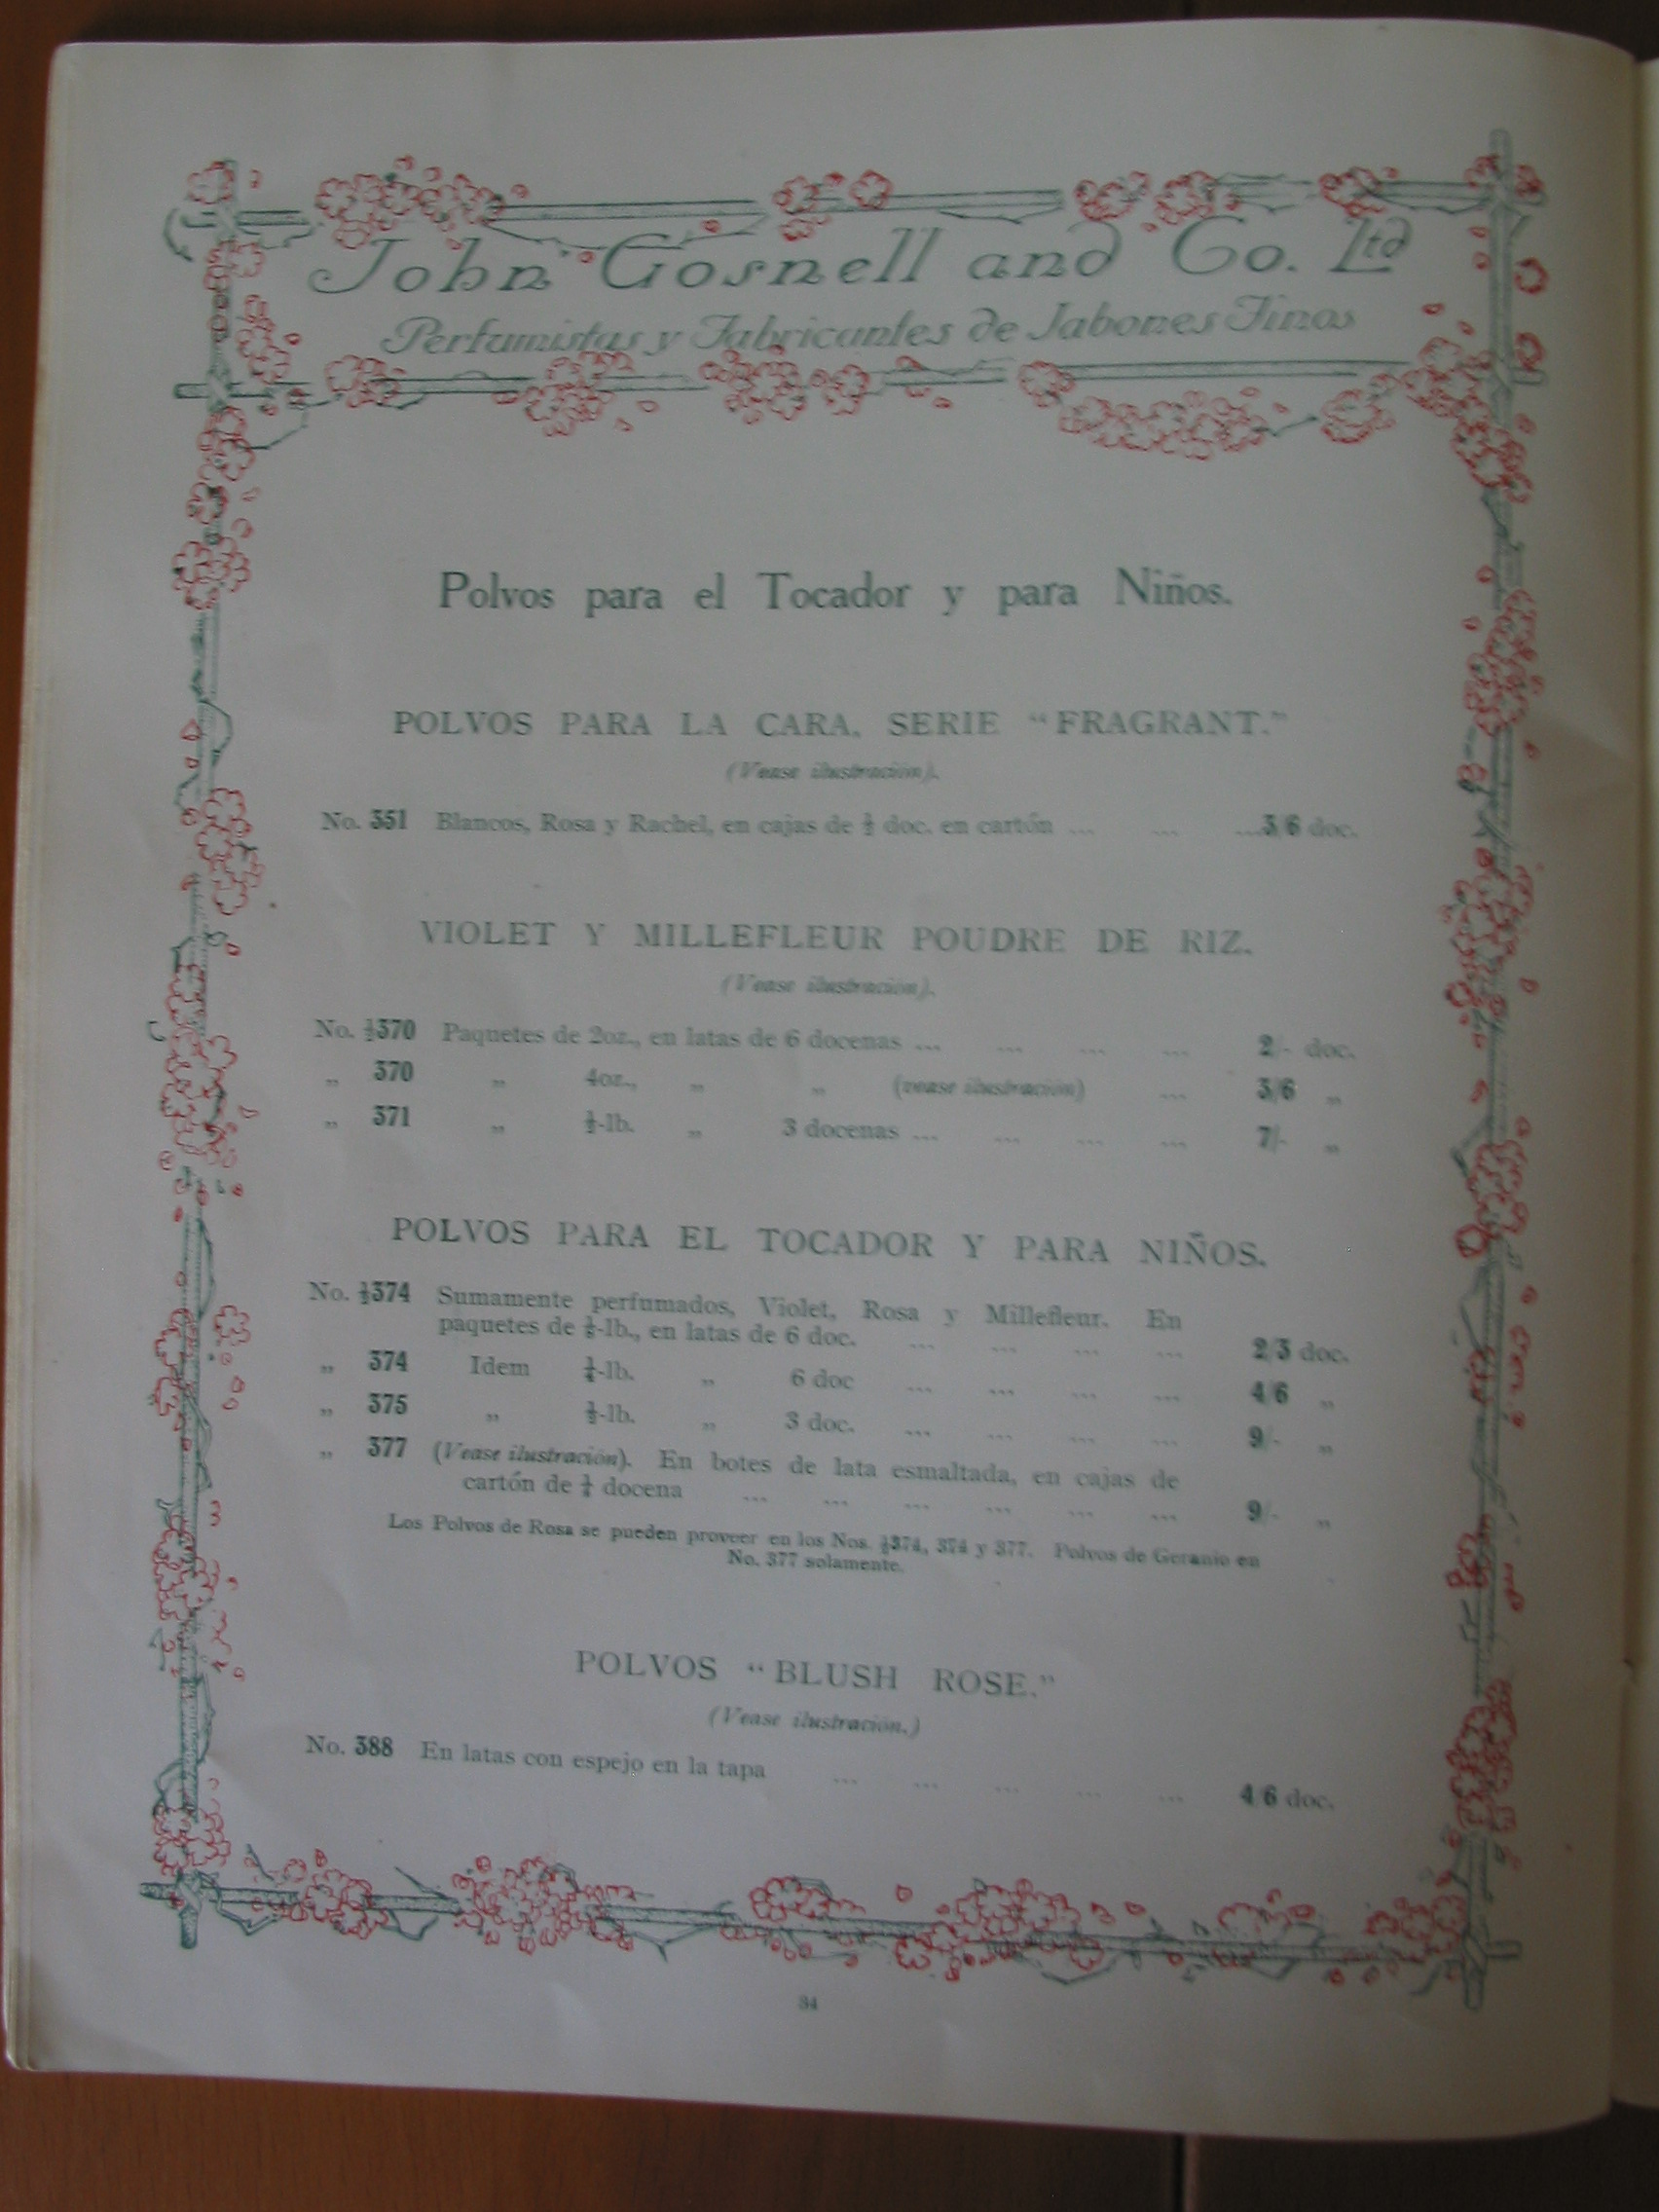 John Gosnell and Co. Ltd
Perfumistas y Fabricantes de Jabones Finos
Polvos para el Tocador y para Niños.
POLVOS PARA LA CARA. SERIE "FRAGRANT."
(Vease ilustración).
No. 351 Blancos, Rosa y Rachel, en cajas de ½ doc. en cartón ... ... ...3/6 doc.
VIOLET Y MILLEFLEUR POUDRE DE RIZ.
(Vease ilustración).
No. ½370 Paquetes de 2oz., en latas de 6 docenas ... ... ... ... 2/- doc.
„ 370 „ 4oz., „ „ (vease ilustración) ... 3/6 „
„ 371 „ ½-lb. „ 3 docenas ... ... ... ... 7/- „
POLVOS PARA EL TOCADOR Y PARA NIÑOS.
No. ½374 Sumamente perfumados, Violet, Rosa y Millefleur. En
paquetes de ⅛-lb., en latas de 6 doc. ... ... ... ... 2/3 doc.
„ 374 Idem ¼-lb. „ 6 doc ... ... ... ... 4/6 „
„ 375 „ ½-lb. „ 3 doc. ... ... ... ... 9/- „
„ 377 (Vease ilustración). En botes de lata esmaltada, en cajas de
cartón de ¼ docena ... ... ... ... ... ... 9/- „
Los Polvos de Rosa se pueden proveer en los Nos. ½374, 374 y 377. Polvos de Geranio en
No. 377 solamente.
POLVOS "BLUSH ROSE."
(Vease ilustración.)
No. 388 En latas con espejo en la tapa ... ... ... ... ... 4/6 doc.
34